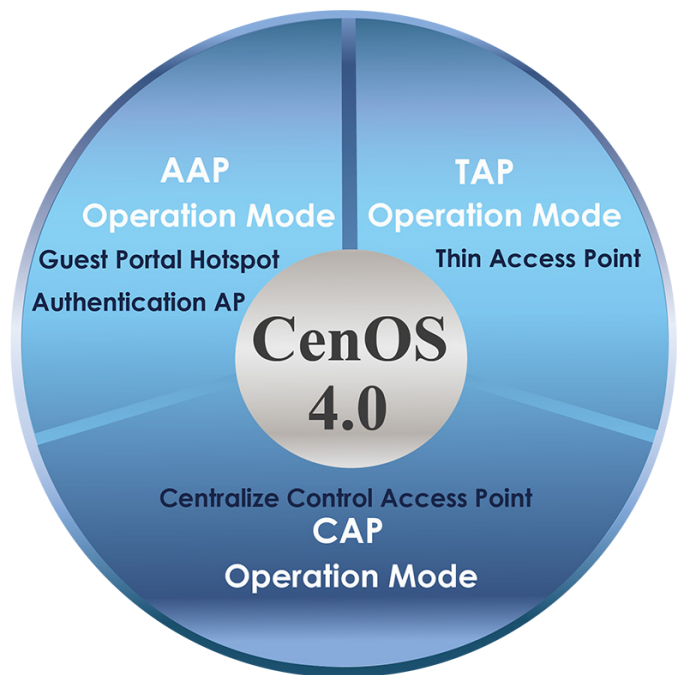 AAP
Operation Mode
Guest Portal Hotspot
Authentication AP
TAP
Operation Mode
Thin Access Point
CenOS
4.0
Centralize Control Access Point
CAP
Operation Mode